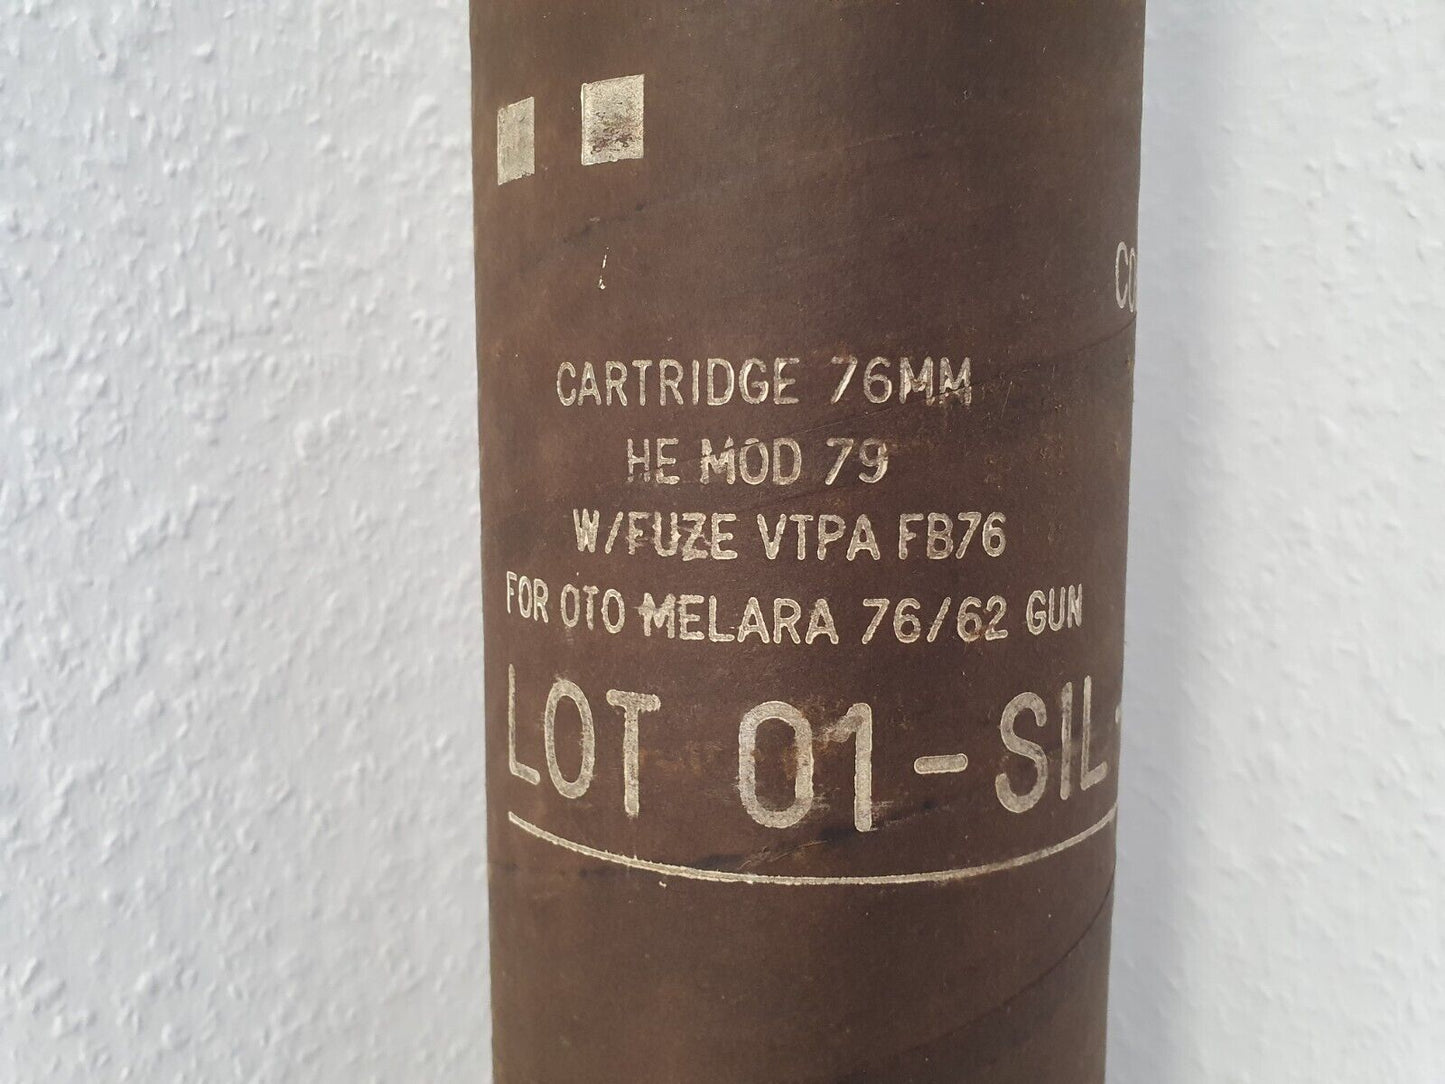 CARTRIDGE 76MM
HE MOD 79
W/FUZE VTPA FB76
FOR OTO MELARA 76/62 GUN
LOT 01-SIL-